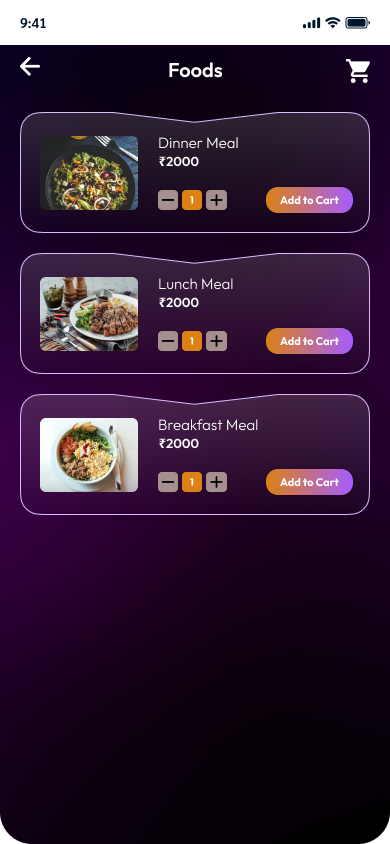 9:41
Foods
Dinner Meal
₹2000
1
Add to Cart
Lunch Meal
₹2000
1
Add to Cart
Breakfast Meal
₹2000
1
Add to Cart